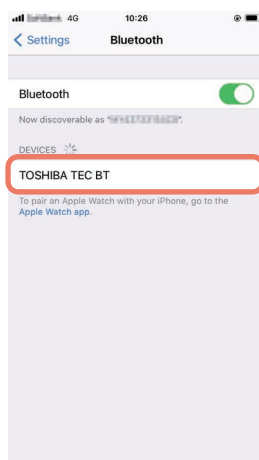 4G 10:26
Settings Bluetooth
Bluetooth
Now discoverable as "
DEVICES
TOSHIBA TEC BT
To pair an Apple Watch with your iPhone, go to the
Apple Watch app.